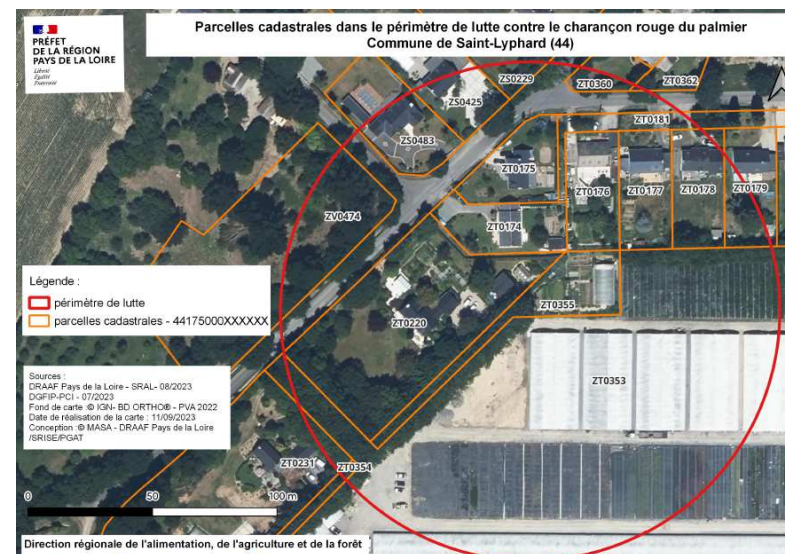 PRÉFET
DE LA RÉGION
PAYS DE LA LOIRE
Liberté
Égalité
Fraternité
Parcelles cadastrales dans le périmètre de lutte contre le charançon rouge du palmier
Commune de Saint-Lyphard (44)
ZS0229
ZT0360
ZT0362
ZS0425
ZT0181
ZS0483
ZT0175
ZT0176
ZT0177
ZT0178
ZT0179
ZV0474
ZT0174
Légende :
périmètre de lutte
parcelles cadastrales - 44175000XXXXXX
ZT0355
ZT0220
ZT0353
Sources :
DRAAF Pays de la Loire - SRAL- 08/2023
DGFIP-PCI - 07/2023
Fond de carte © IGN- BD ORTHO® - PVA 2022
Date de réalisation de la carte : 11/09/2023
Conception © MASA - DRAAF Pays de la Loire
/SRISE/PGAT
ZT0231
ZT0354
0 50 100 m
Direction régionale de l'alimentation, de l'agriculture et de la forêt